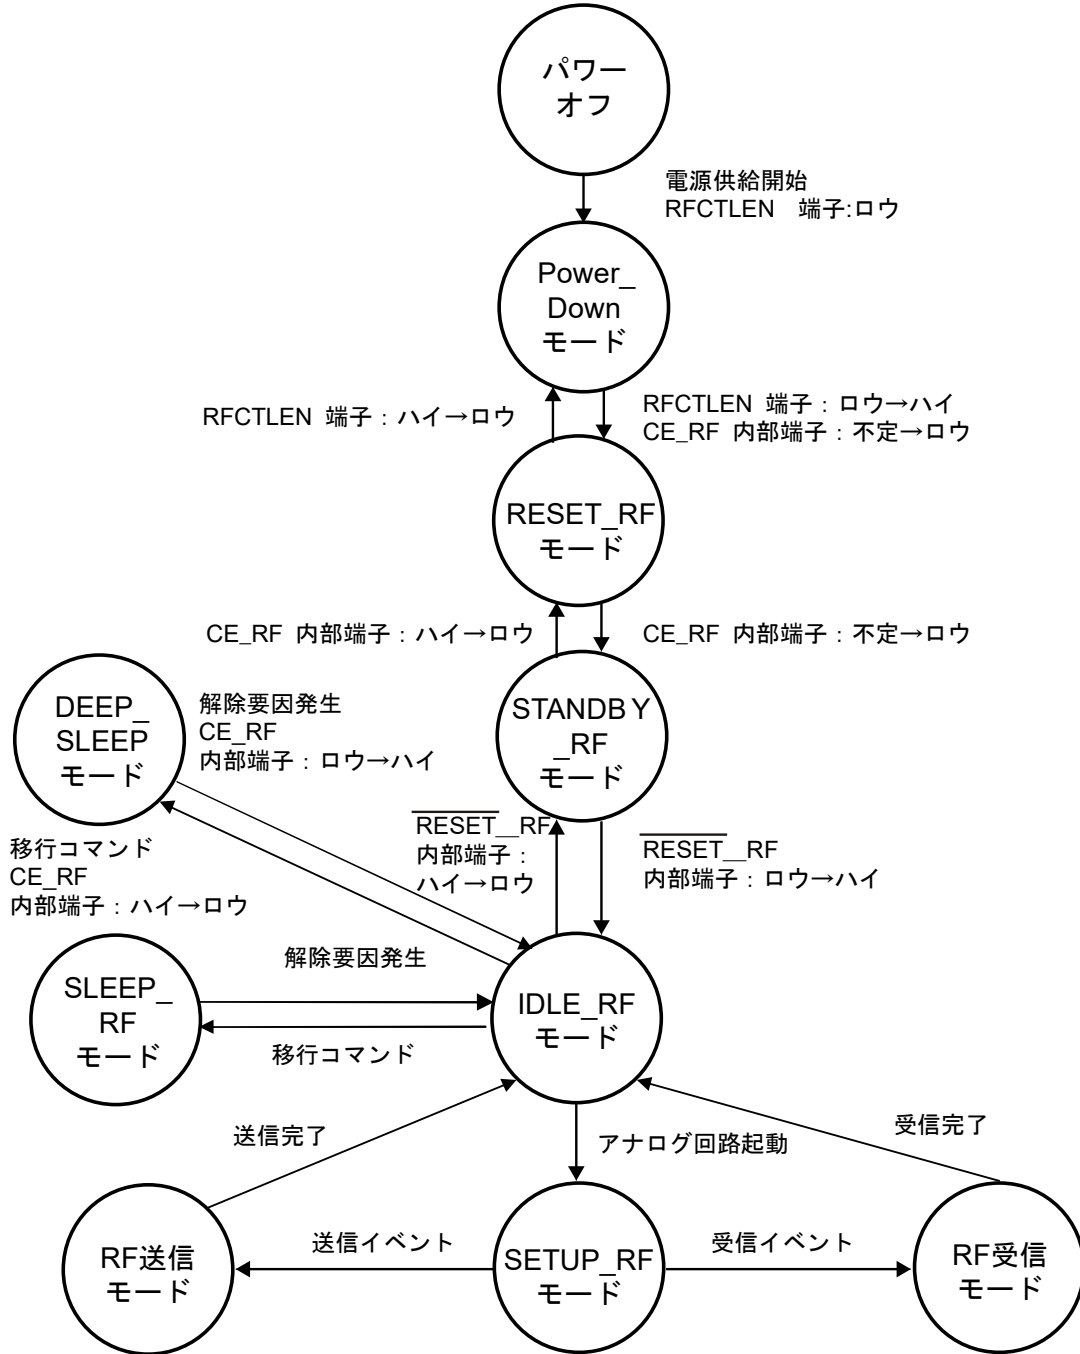 パワー
オフ
電源供給開始
RFCTLEN 端子:ロウ
Power_
Down
モード
RFCTLEN 端子：ハイ→ロウ
RFCTLEN 端子：ロウ→ハイ
CE_RF 内部端子：不定→ロウ
RESET_RF
モード
CE_RF 内部端子：ハイ→ロウ
CE_RF 内部端子：不定→ロウ
DEEP_
SLEEP
モード
解除要因発生
CE_RF
内部端子：ロウ→ハイ
STANDBY
_RF
モード
移行コマンド
CE_RF
内部端子：ハイ→ロウ
RESET__RF
内部端子：
ハイ→ロウ
RESET__RF
内部端子：ロウ→ハイ
解除要因発生
SLEEP_
RF
モード
IDLE_RF
モード
移行コマンド
送信完了
アナログ回路起動
受信完了
RF送信
モード
送信イベント
SETUP_RF
モード
受信イベント
RF受信
モード